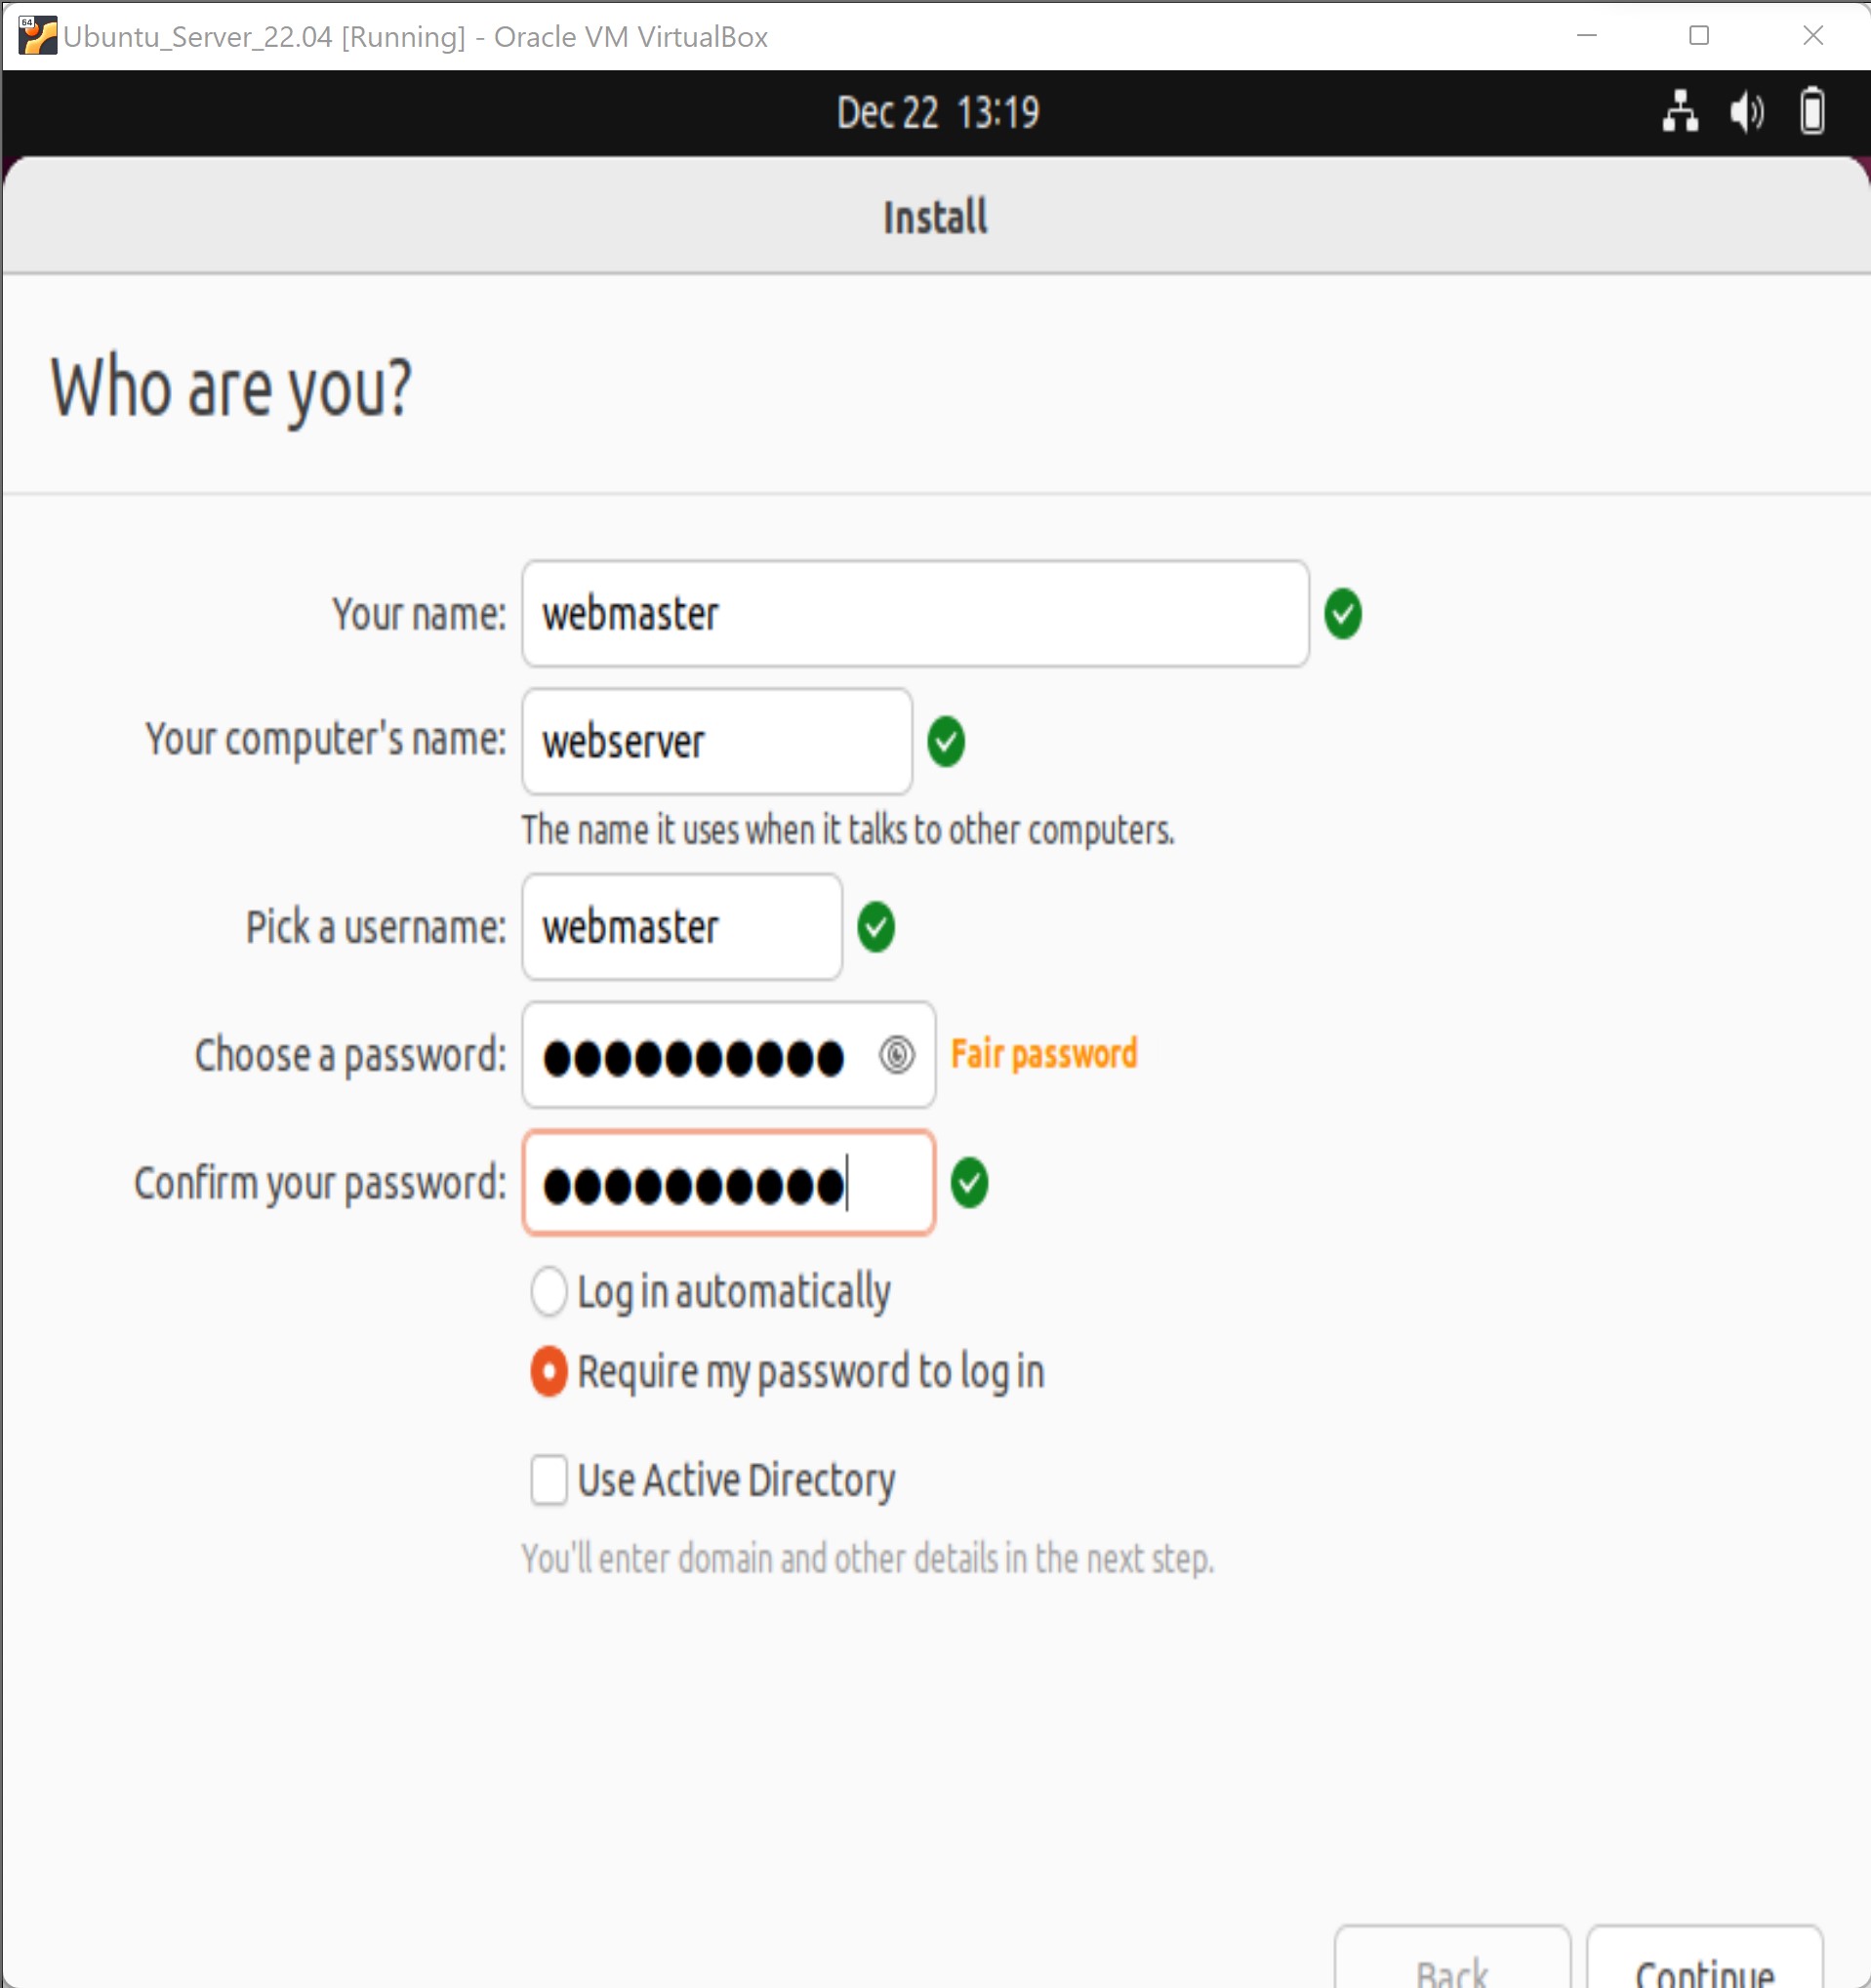 64
Ubuntu_Server_22.04 [Running] - Oracle VM VirtualBox
Dec 22 13:19
Install
Who are you?
Your name: webmaster
Your computer's name: webserver
The name it uses when it talks to other computers.
Pick a username: webmaster
Choose a password: ●●●●●●●●●● Fair password
Confirm your password: ●●●●●●●●●●
Log in automatically
Require my password to log in
Use Active Directory
You'll enter domain and other details in the next step.
Back Continue